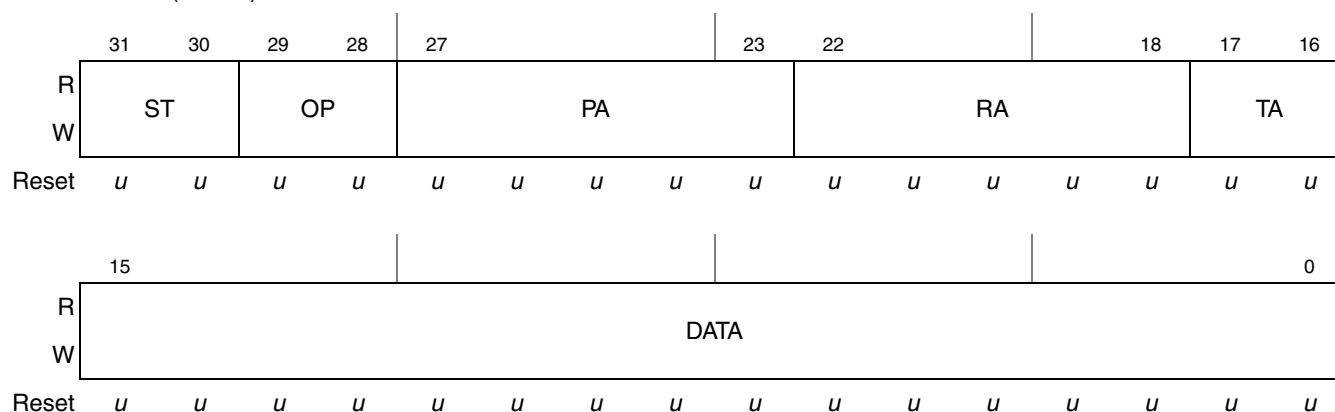 31 30 29 28 27 23 22 18 17 16
R
ST OP PA RA TA
W
Reset u u u u u u u u u u u u u u u u
15 0
R
DATA
W
Reset u u u u u u u u u u u u u u u u